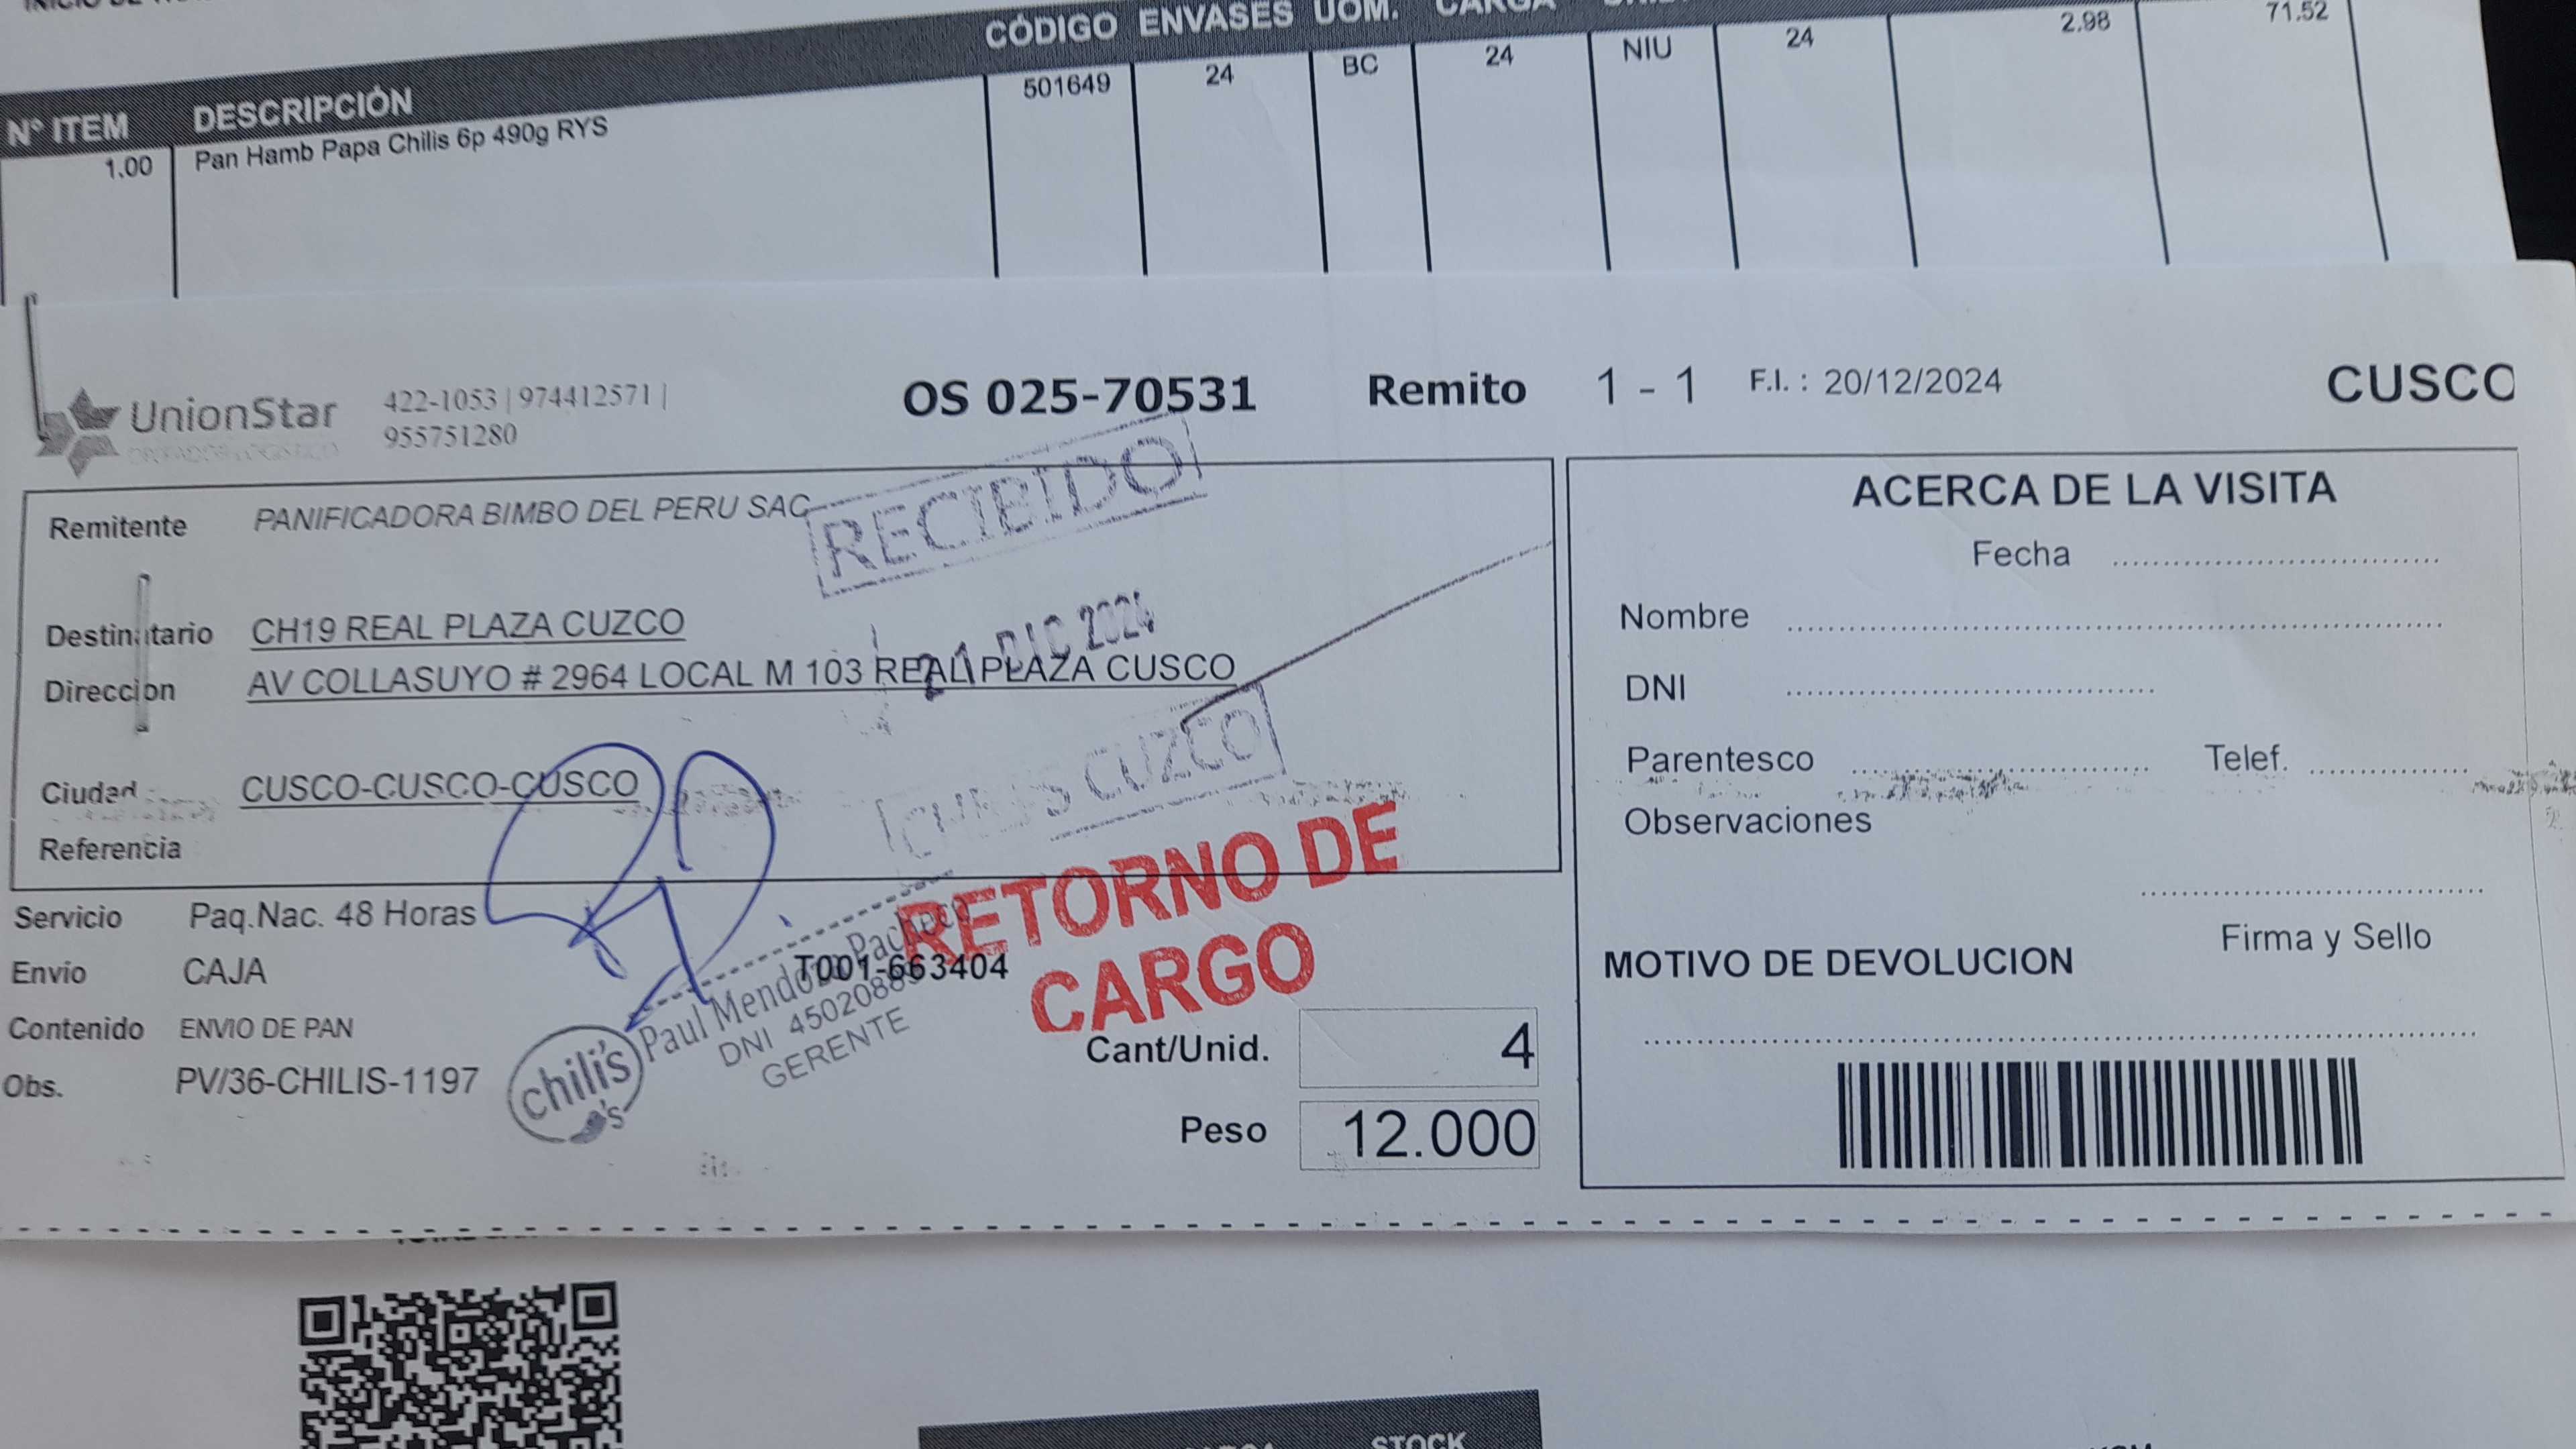 CÓDIGO ENVASES UOM. CARGA
N° ITEM DESCRIPCIÓN
1.00 Pan Hamb Papa Chilis 6p 490g RYS 501649 24 BC 24 NIU 24 2.98 71.52
UnionStar 422-1053 | 974412571 |
955751280
OPERADOR LOGISTICO
OS 025-70531 Remito 1 - 1 F.I. : 20/12/2024 CUSCO
Remitente PANIFICADORA BIMBO DEL PERU SAC
RECIBIDO
Destinatario CH19 REAL PLAZA CUZCO
21 DIC 2024
Direccion AV COLLASUYO # 2964 LOCAL M 103 REAL PLAZA CUSCO
CHILI'S CUZCO
Ciudad CUSCO-CUSCO-CUSCO
Referencia
RETORNO DE
CARGO
Servicio Paq.Nac. 48 Horas
Envio CAJA
T001-663404
Contenido ENVIO DE PAN
Obs. PV/36-CHILIS-1197
chili's
Paul Mendoza Pacheco
DNI
GERENTE
Cant/Unid. 4
Peso 12.000
ACERCA DE LA VISITA
Fecha
Nombre
DNI
Parentesco Telef.
Observaciones
Firma y Sello
MOTIVO DE DEVOLUCION
STOCK